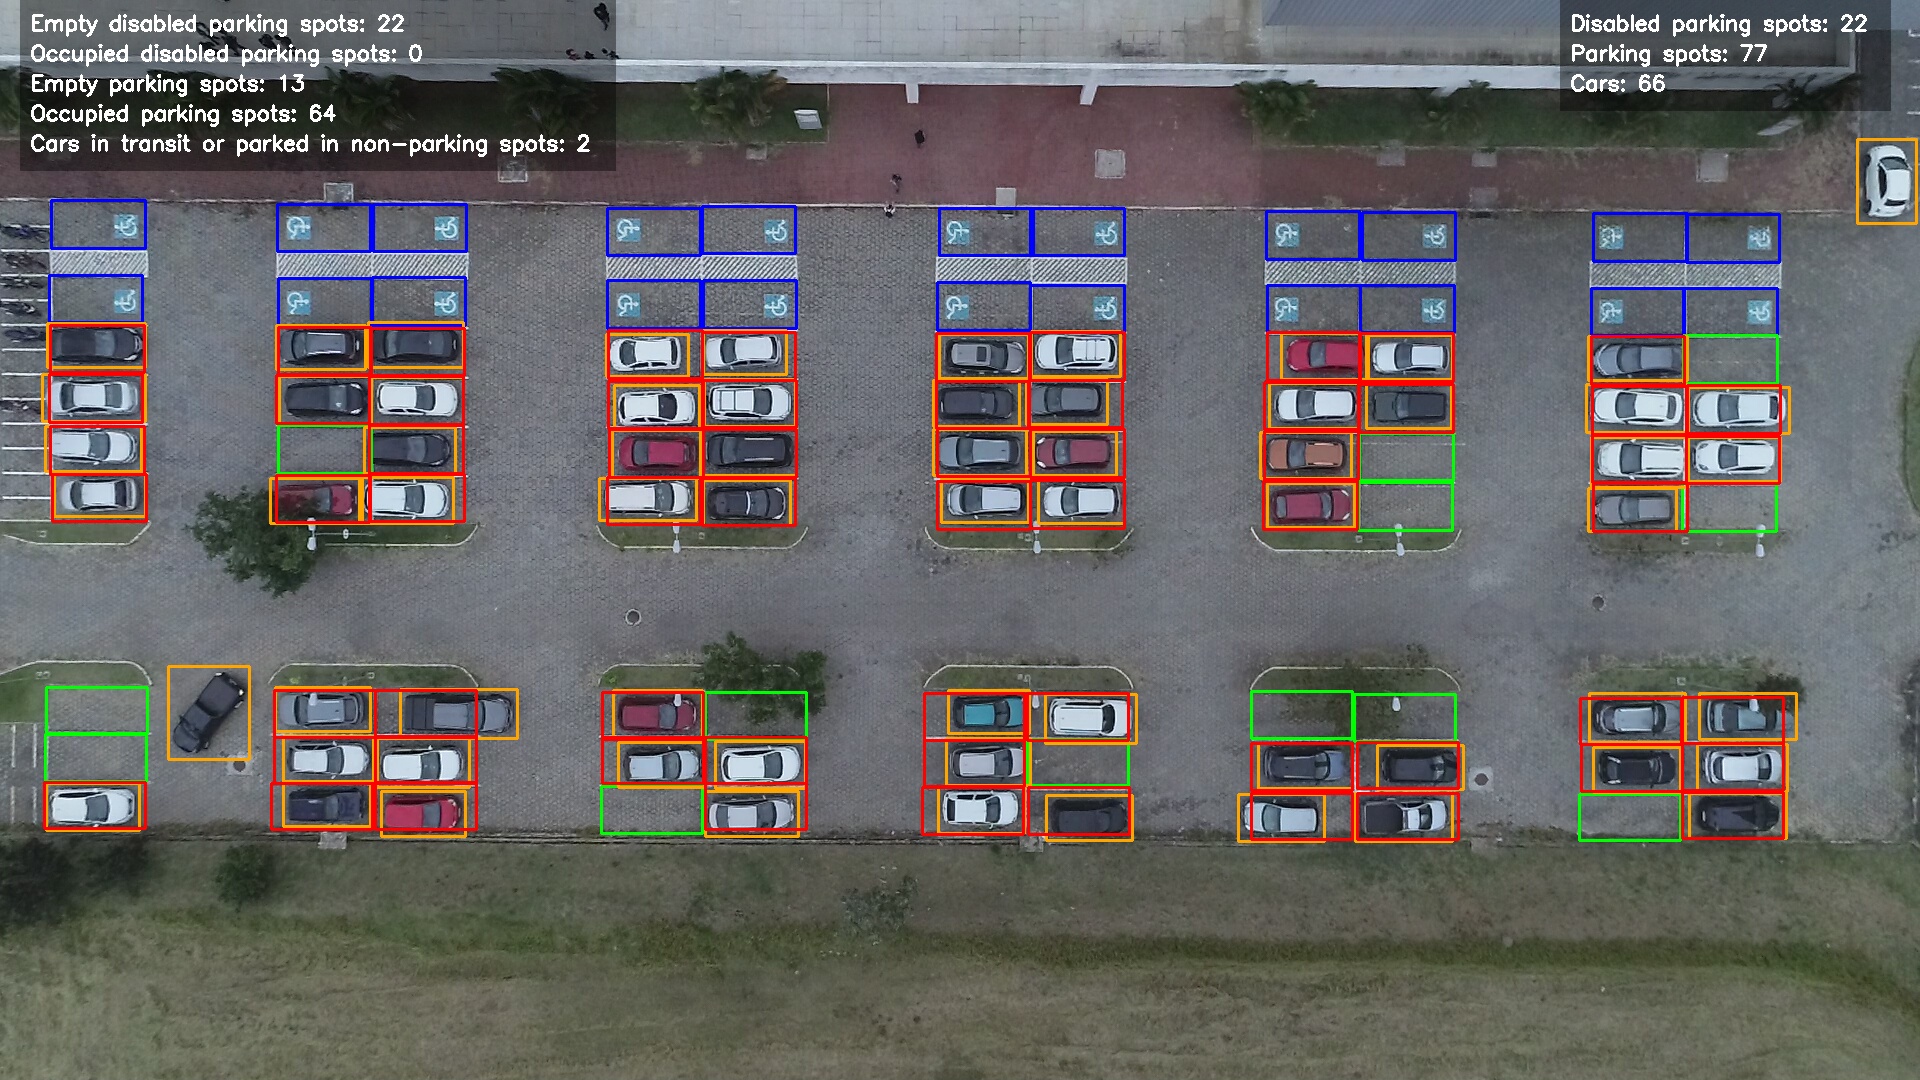 Empty disabled parking spots: 22
Occupied disabled parking spots: 0
Empty parking spots: 13
Occupied parking spots: 64
Cars in transit or parked in non-parking spots: 2
Disabled parking spots: 22
Parking spots: 77
Cars: 66